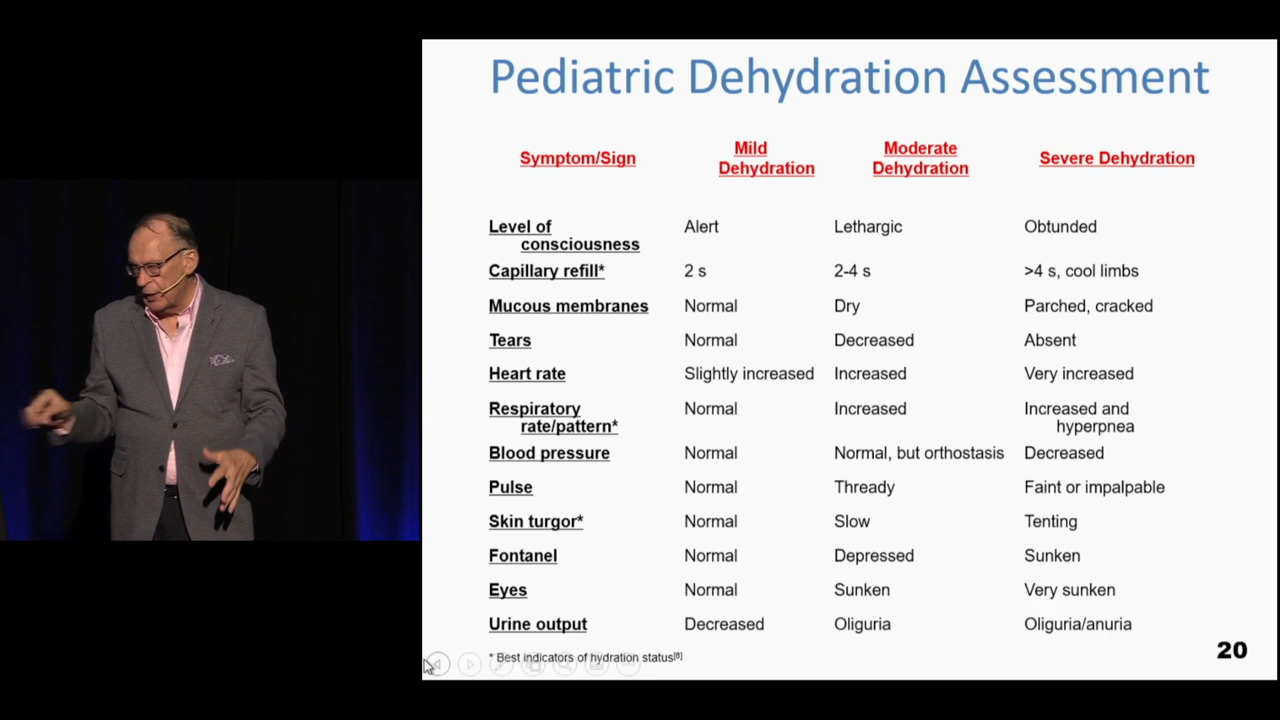 Pediatric Dehydration Assessment
Symptom/Sign Mild Dehydration Moderate Dehydration Severe Dehydration
Level of consciousness Alert Lethargic Obtunded
Capillary refill* 2 s 2-4 s >4 s, cool limbs
Mucous membranes Normal Dry Parched, cracked
Tears Normal Decreased Absent
Heart rate Slightly increased Increased Very increased
Respiratory rate/pattern* Normal Increased Increased and hyperpnea
Blood pressure Normal Normal, but orthostasis Decreased
Pulse Normal Thready Faint or impalpable
Skin turgor* Normal Slow Tenting
Fontanel Normal Depressed Sunken
Eyes Normal Sunken Very sunken
Urine output Decreased Oliguria Oliguria/anuria
* Best indicators of hydration status[6]
20